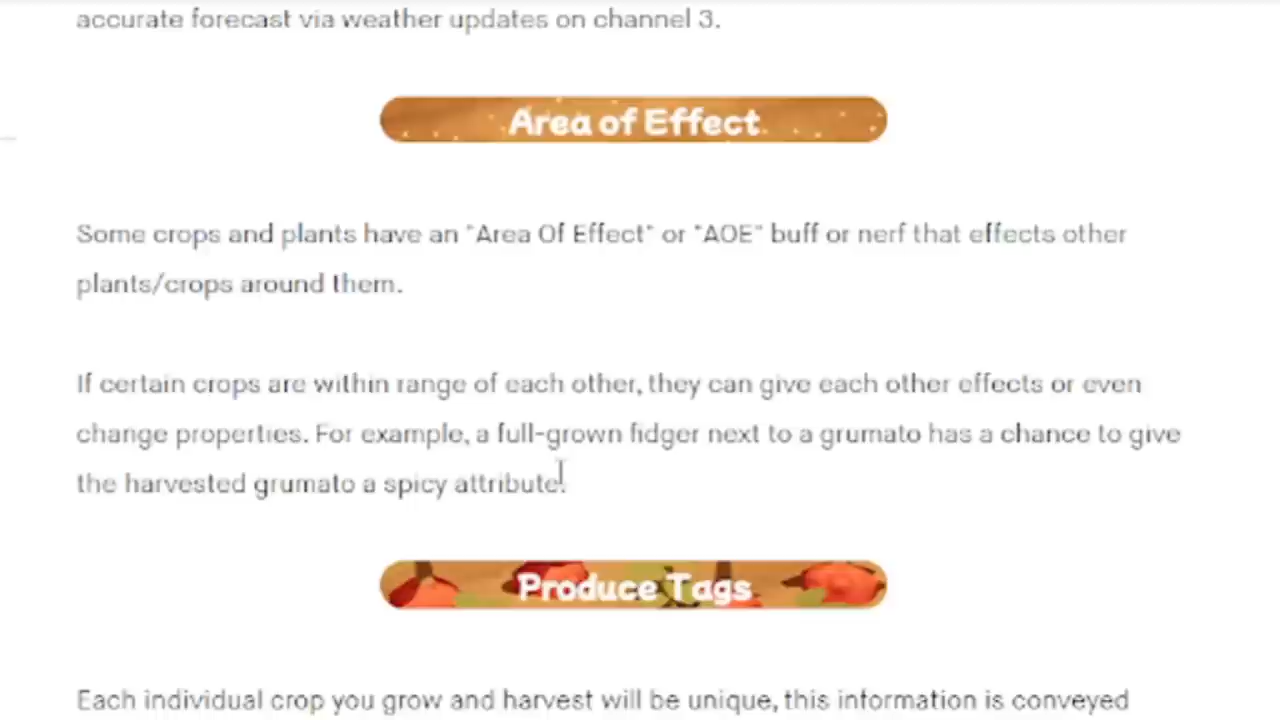 accurate forecast via weather updates on channel 3.
Area of Effect
Some crops and plants have an "Area Of Effect" or "AOE" buff or nerf that effects other
plants/crops around them.
If certain crops are within range of each other, they can give each other effects or even
change properties. For example, a full-grown fidger next to a grumato has a chance to give
the harvested grumato a spicy attribute.
Produce Tags
Each individual crop you grow and harvest will be unique, this information is conveyed